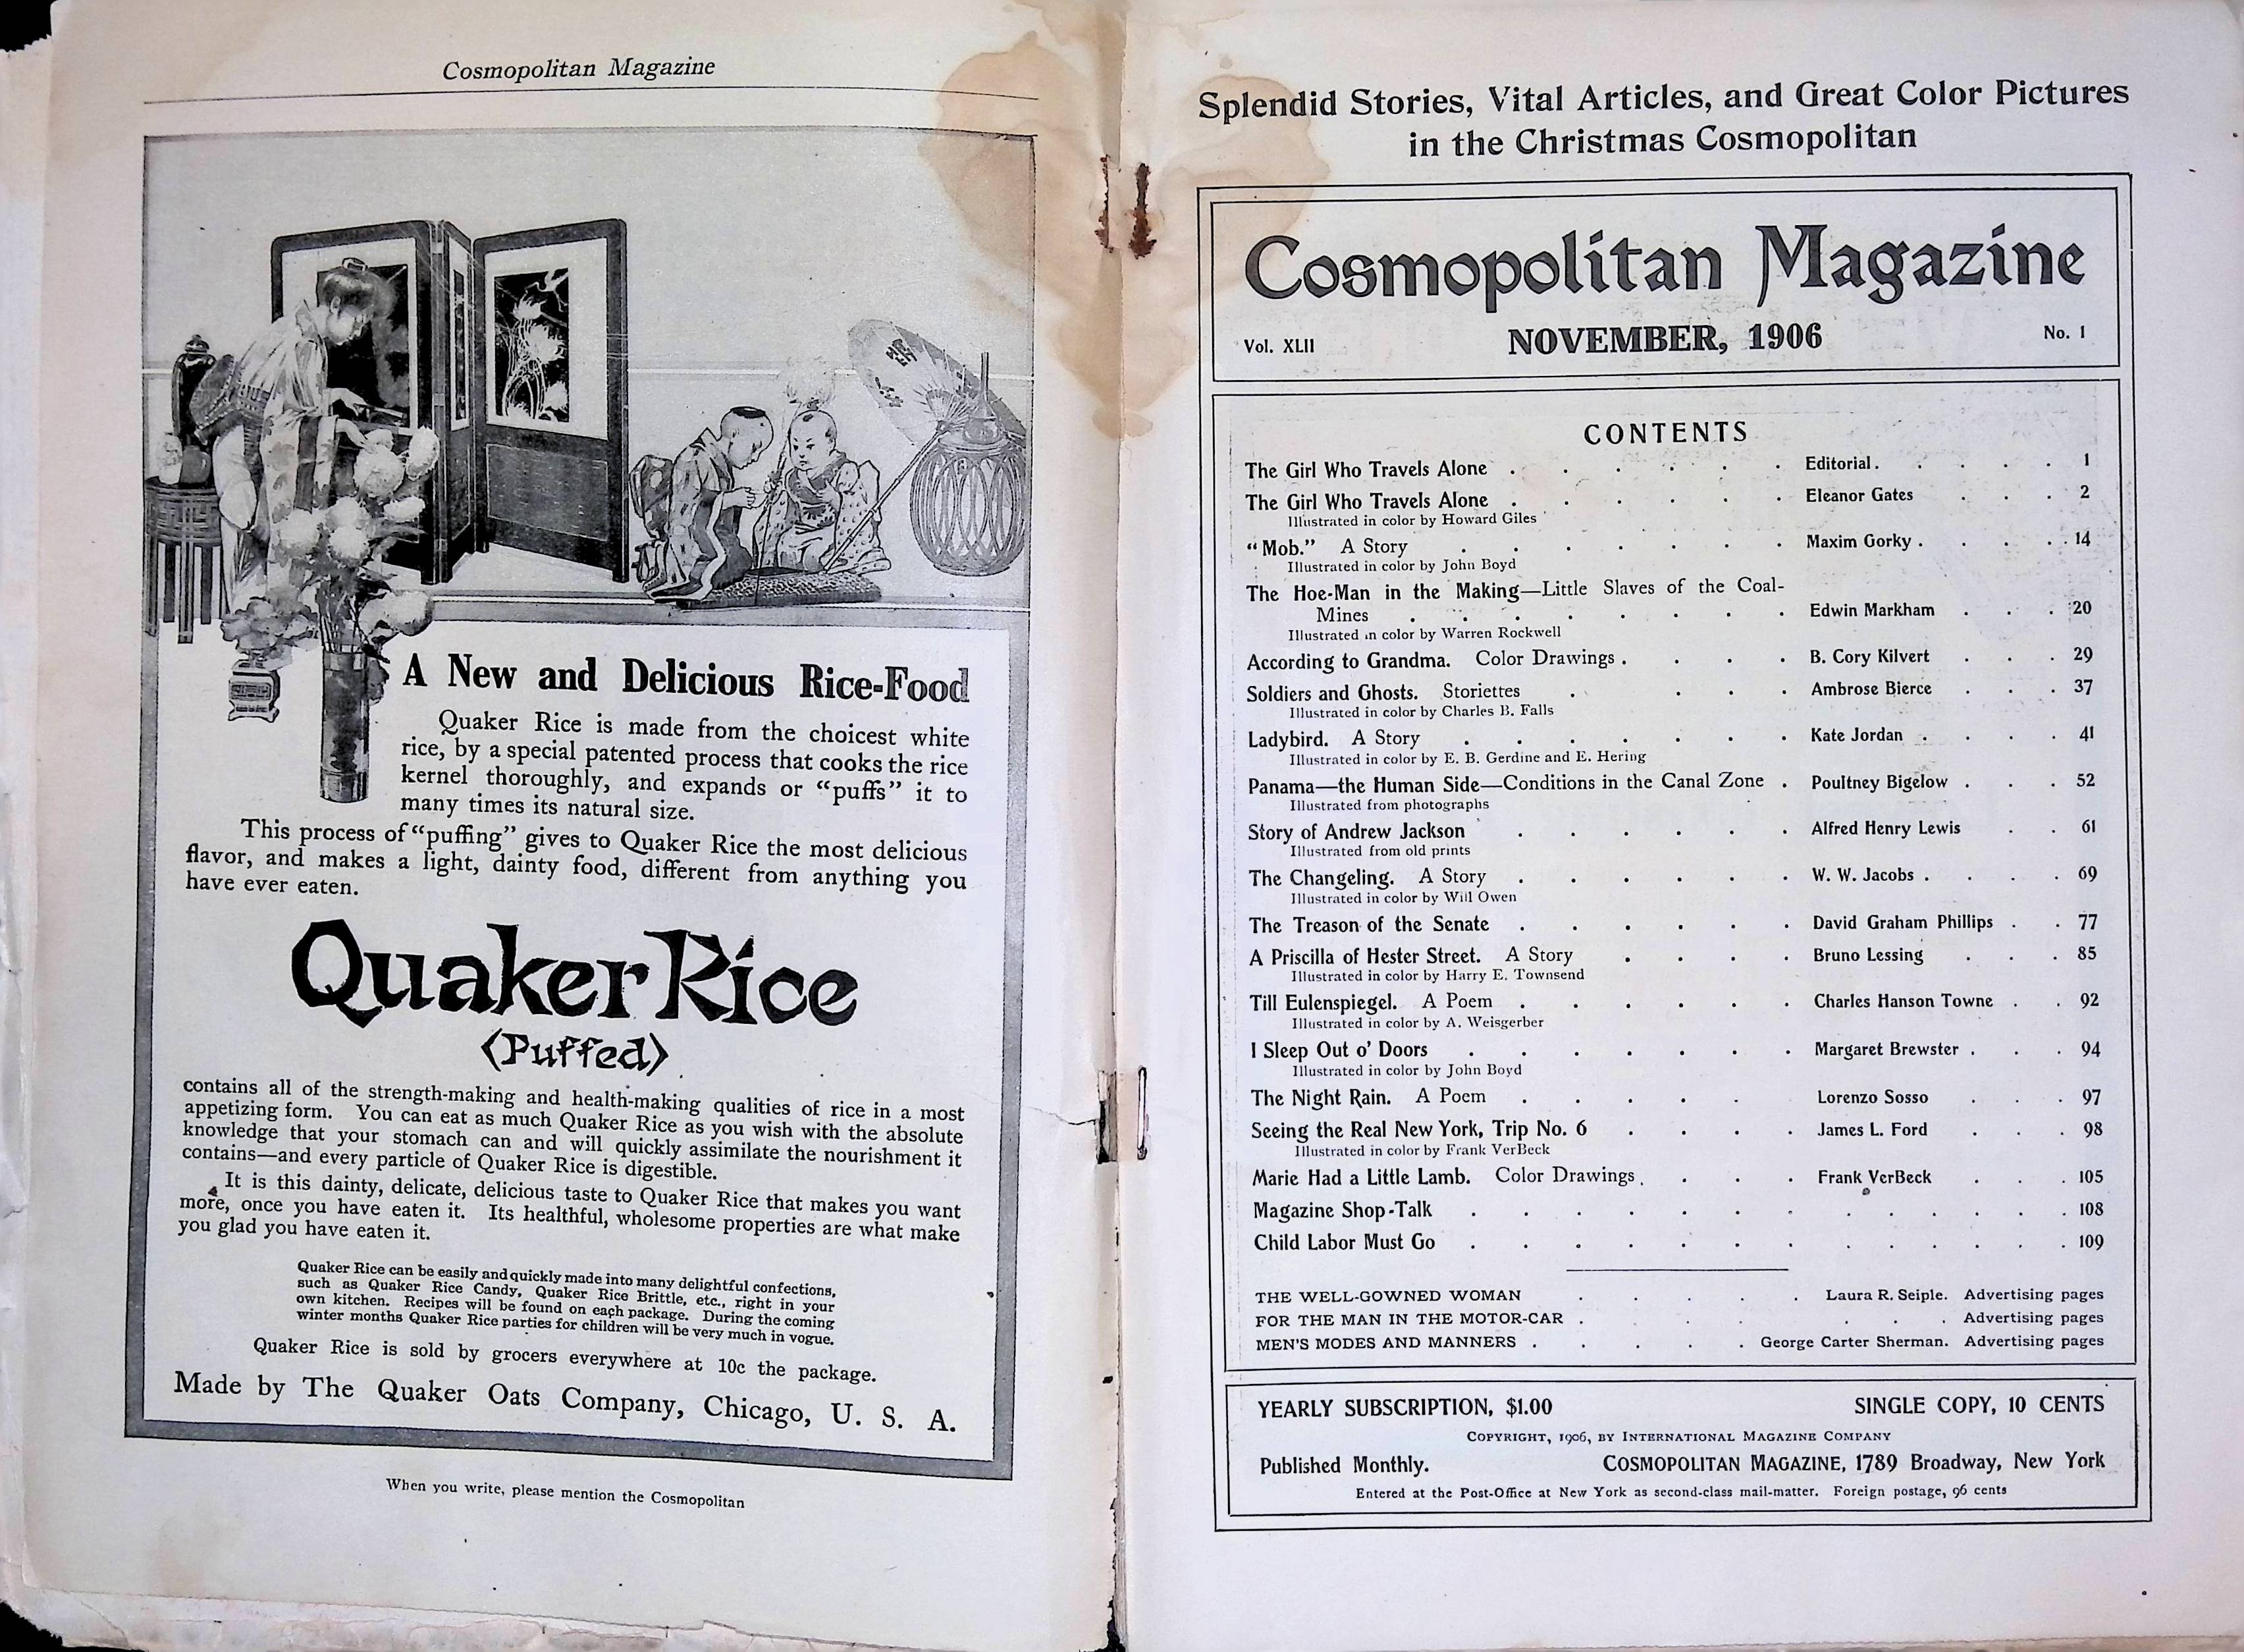 Cosmopolitan Magazine
A New and Delicious Rice-Food
Quaker Rice is made from the choicest white
rice, by a special patented process that cooks the rice
kernel thoroughly, and expands or “puffs” it to
many times its natural size.
This process of “puffing” gives to Quaker Rice the most delicious
flavor, and makes a light, dainty food, different from anything you
have ever eaten.
Quaker Rice
(Puffed)
contains all of the strength-making and health-making qualities of rice in a most
appetizing form. You can eat as much Quaker Rice as you wish with the absolute
knowledge that your stomach can and will quickly assimilate the nourishment it
contains—and every particle of Quaker Rice is digestible.
It is this dainty, delicate, delicious taste to Quaker Rice that makes you want
more, once you have eaten it. Its healthful, wholesome properties are what make
you glad you have eaten it.
Quaker Rice can be easily and quickly made into many delightful confections,
such as Quaker Rice Candy, Quaker Rice Brittle, etc., right in your
own kitchen. Recipes will be found on each package. During the coming
winter months Quaker Rice parties for children will be very much in vogue.
Quaker Rice is sold by grocers everywhere at 10c the package.
Made by The Quaker Oats Company, Chicago, U. S. A.
When you write, please mention the Cosmopolitan
Splendid Stories, Vital Articles, and Great Color Pictures
in the Christmas Cosmopolitan
Cosmopolitan Magazine
Vol. XLII NOVEMBER, 1906 No. 1
CONTENTS
The Girl Who Travels Alone . . . . . . Editorial . . . . . 1
The Girl Who Travels Alone . . . . . . Eleanor Gates . . . 2
Illustrated in color by Howard Giles
“Mob.” A Story . . . . . . . Maxim Gorky . . . . . 14
Illustrated in color by John Boyd
The Hoe-Man in the Making—Little Slaves of the Coal-
Mines . . . . . . . . Edwin Markham . . . 20
Illustrated in color by Warren Rockwell
According to Grandma. Color Drawings . . . . B. Cory Kilvert . . . 29
Soldiers and Ghosts. Storiettes . . . . Ambrose Bierce . . . 37
Illustrated in color by Charles B. Falls
Ladybird. A Story . . . . . . . Kate Jordan . . . . 41
Illustrated in color by E. B. Gerdine and E. Hering
Panama—the Human Side—Conditions in the Canal Zone . Poultney Bigelow . . . 52
Illustrated from photographs
Story of Andrew Jackson . . . . . . Alfred Henry Lewis . . 61
Illustrated from old prints
The Changeling. A Story . . . . . . W. W. Jacobs . . . . 69
Illustrated in color by Will Owen
The Treason of the Senate . . . . . . David Graham Phillips . . 77
A Priscilla of Hester Street. A Story . . . . Bruno Lessing . . . 85
Illustrated in color by Harry E. Townsend
Till Eulenspiegel. A Poem . . . . . . Charles Hanson Towne . . 92
Illustrated in color by A. Weisgerber
I Sleep Out o' Doors . . . . . . . Margaret Brewster . . . 94
Illustrated in color by John Boyd
The Night Rain. A Poem . . . . . Lorenzo Sosso . . . 97
Seeing the Real New York, Trip No. 6 . . . . James L. Ford . . . 98
Illustrated in color by Frank VerBeck
Marie Had a Little Lamb. Color Drawings . . . . Frank VerBeck . . . 105
Magazine Shop-Talk . . . . . . . . . . . . 108
Child Labor Must Go . . . . . . . . . . . . 109
THE WELL-GOWNED WOMAN . . . . . Laura R. Seiple. Advertising pages
FOR THE MAN IN THE MOTOR-CAR . . . . . . Advertising pages
MEN'S MODES AND MANNERS . . . . . George Carter Sherman. Advertising pages
YEARLY SUBSCRIPTION, $1.00 SINGLE COPY, 10 CENTS
COPYRIGHT, 1906, BY INTERNATIONAL MAGAZINE COMPANY
Published Monthly. COSMOPOLITAN MAGAZINE, 1789 Broadway, New York
Entered at the Post-Office at New York as second-class mail-matter. Foreign postage, 96 cents